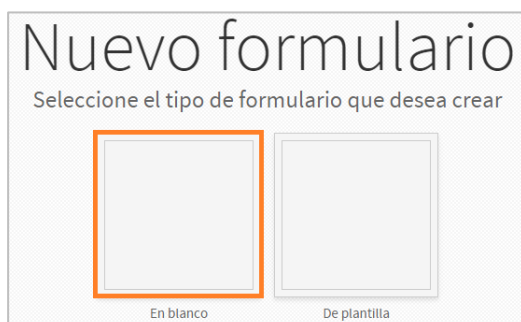 Nuevo formulario
Seleccione el tipo de formulario que desea crear
En blanco
De plantilla